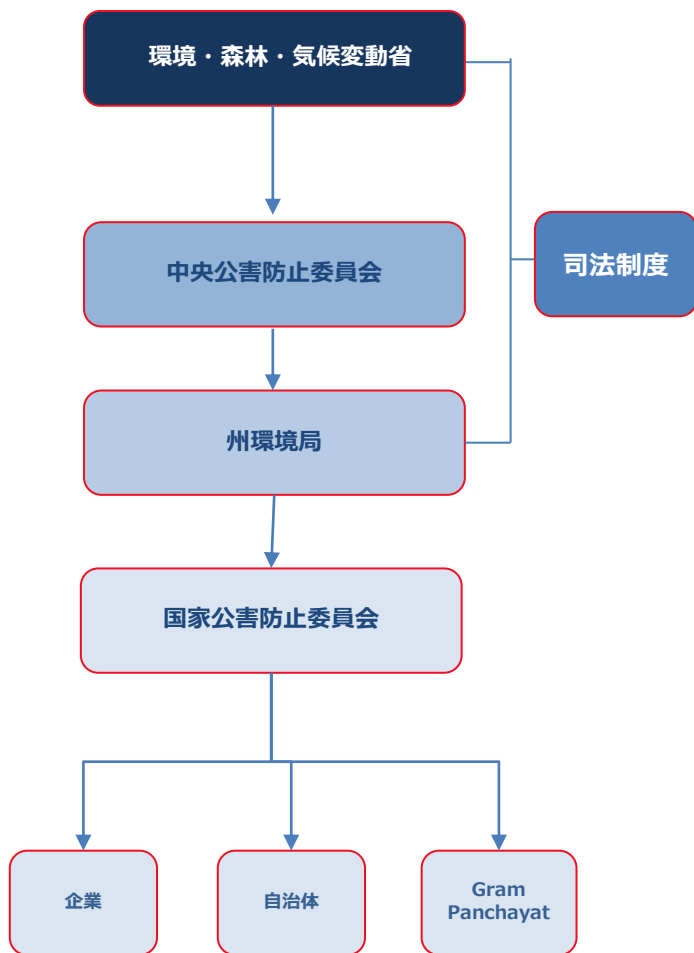 環境・森林・気候変動省
中央公害防止委員会
司法制度
州環境局
国家公害防止委員会
企業
自治体
Gram
Panchayat